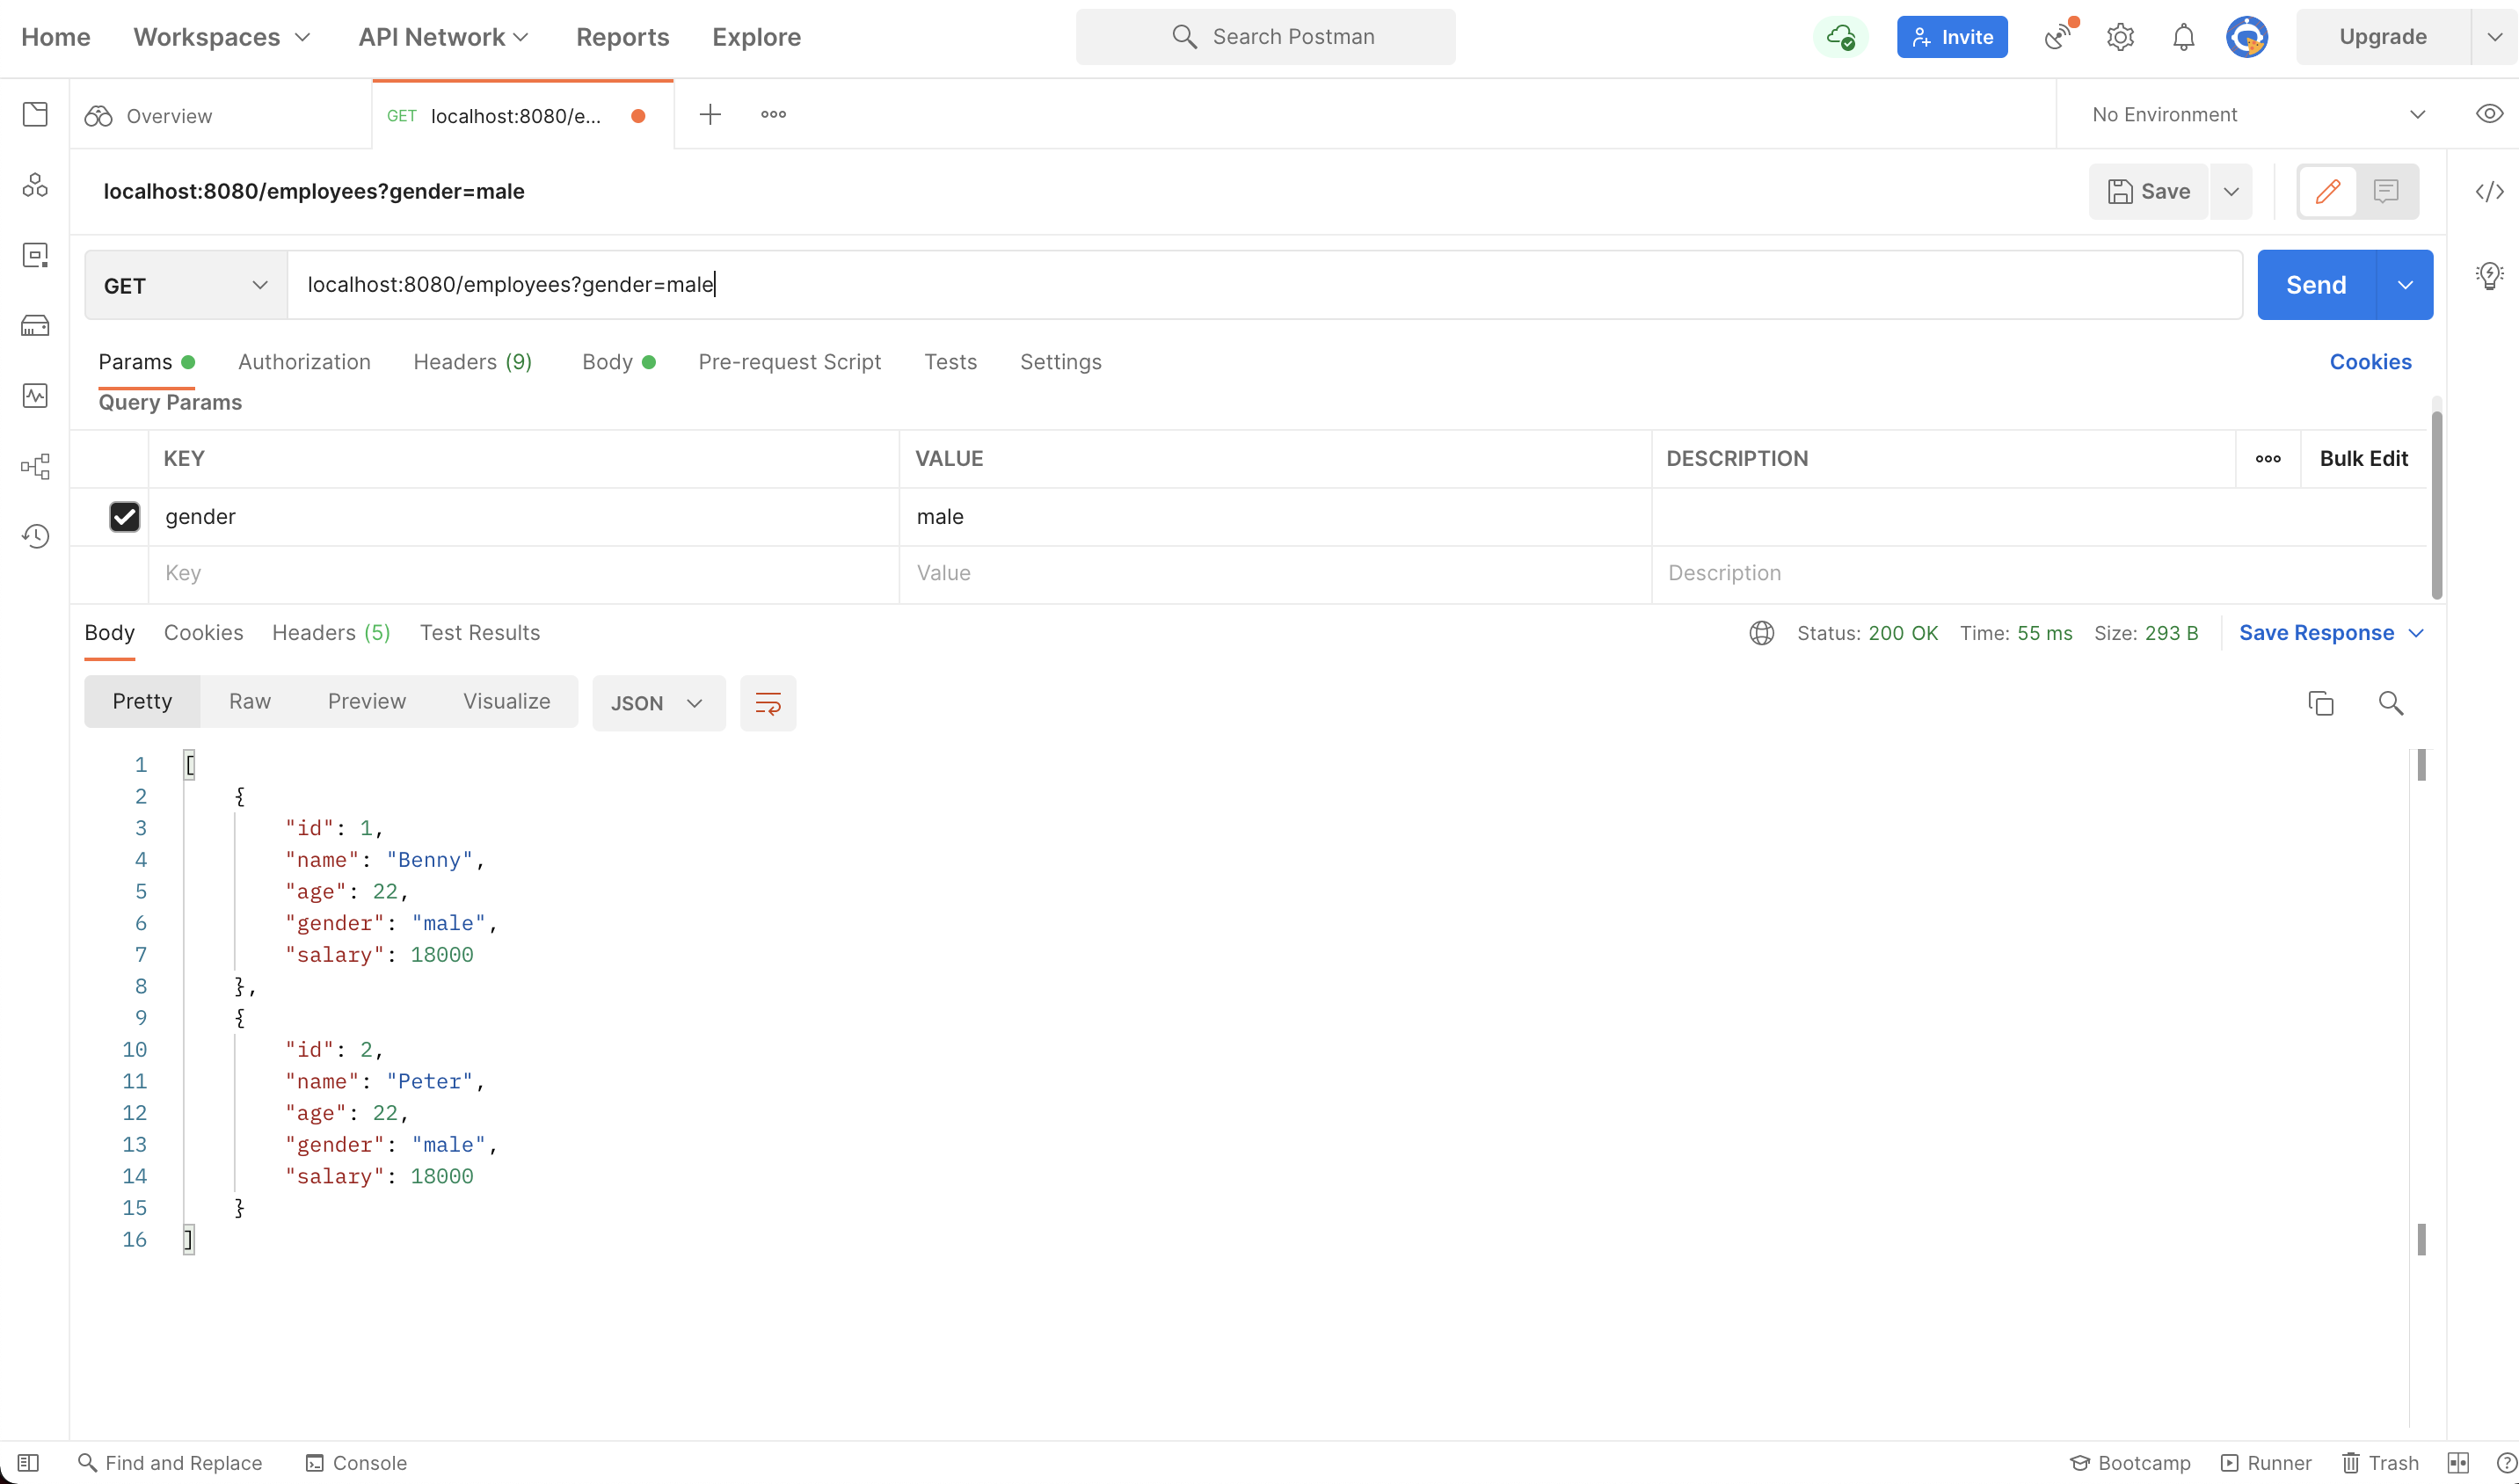 Home Workspaces API Network Reports Explore Search Postman Invite Upgrade
Overview GET localhost:8080/e... No Environment
localhost:8080/employees?gender=male Save
GET localhost:8080/employees?gender=male Send
Params Authorization Headers (9) Body Pre-request Script Tests Settings Cookies
Query Params
KEY VALUE DESCRIPTION Bulk Edit
gender male
Key Value Description
Body Cookies Headers (5) Test Results Status: 200 OK Time: 55 ms Size: 293 B Save Response
Pretty Raw Preview Visualize JSON
1 [
2 {
3 "id": 1,
4 "name": "Benny",
5 "age": 22,
6 "gender": "male",
7 "salary": 18000
8 },
9 {
10 "id": 2,
11 "name": "Peter",
12 "age": 22,
13 "gender": "male",
14 "salary": 18000
15 }
16 ]
Find and Replace Console Bootcamp Runner Trash